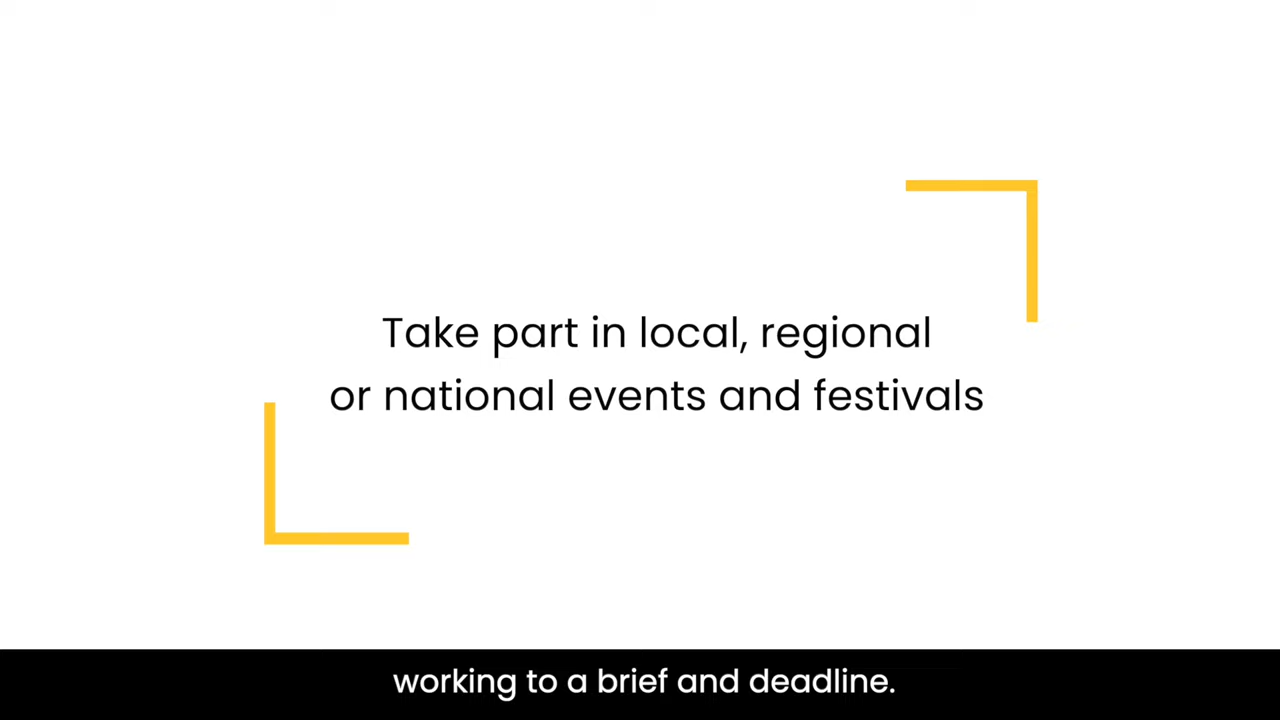 Take part in local, regional
or national events and festivals
working to a brief and deadline.